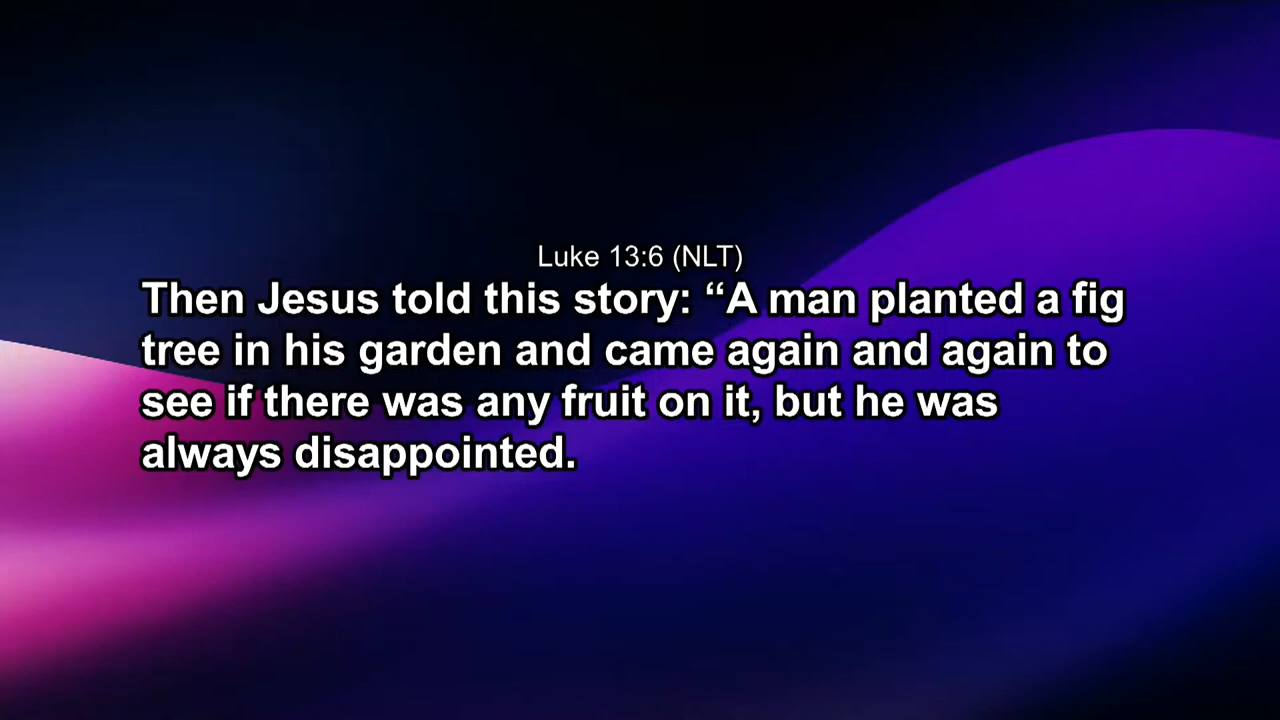 Luke 13:6 (NLT)
Then Jesus told this story: “A man planted a fig
tree in his garden and came again and again to
see if there was any fruit on it, but he was
always disappointed.